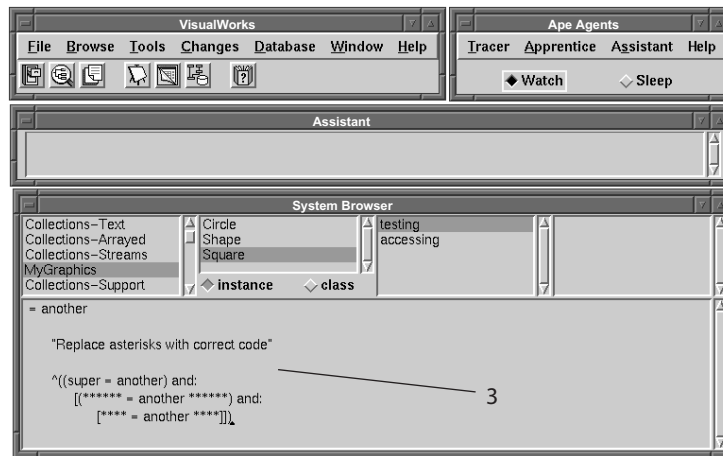 VisualWorks
File Browse Tools Changes Database Window Help
Ape Agents
Tracer Apprentice Assistant Help
Watch Sleep
Assistant
System Browser
Collections-Text
Collections-Arrayed
Collections-Streams
MyGraphics
Collections-Support
Circle
Shape
Square
instance class
testing
accessing
= another
"Replace asterisks with correct code"
^((super = another) and:
[(****** = another ******) and:
[**** = another ****]])
3